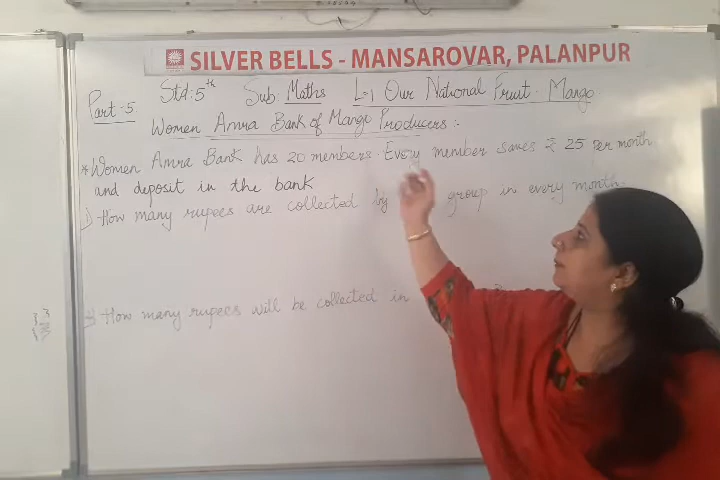 SILVER BELLS - MANSAROVAR, PALANPUR
Part-5 Std: 5th Sub: Maths L-1 Our National Fruit - Mango
Women Amra Bank of Mango Producers :-
* Women Amra Bank has 20 members. Every member saves ₹ 25 per month
and deposit in the bank
1) How many rupees are collected by group in every month.
2) How many rupees will be collected in